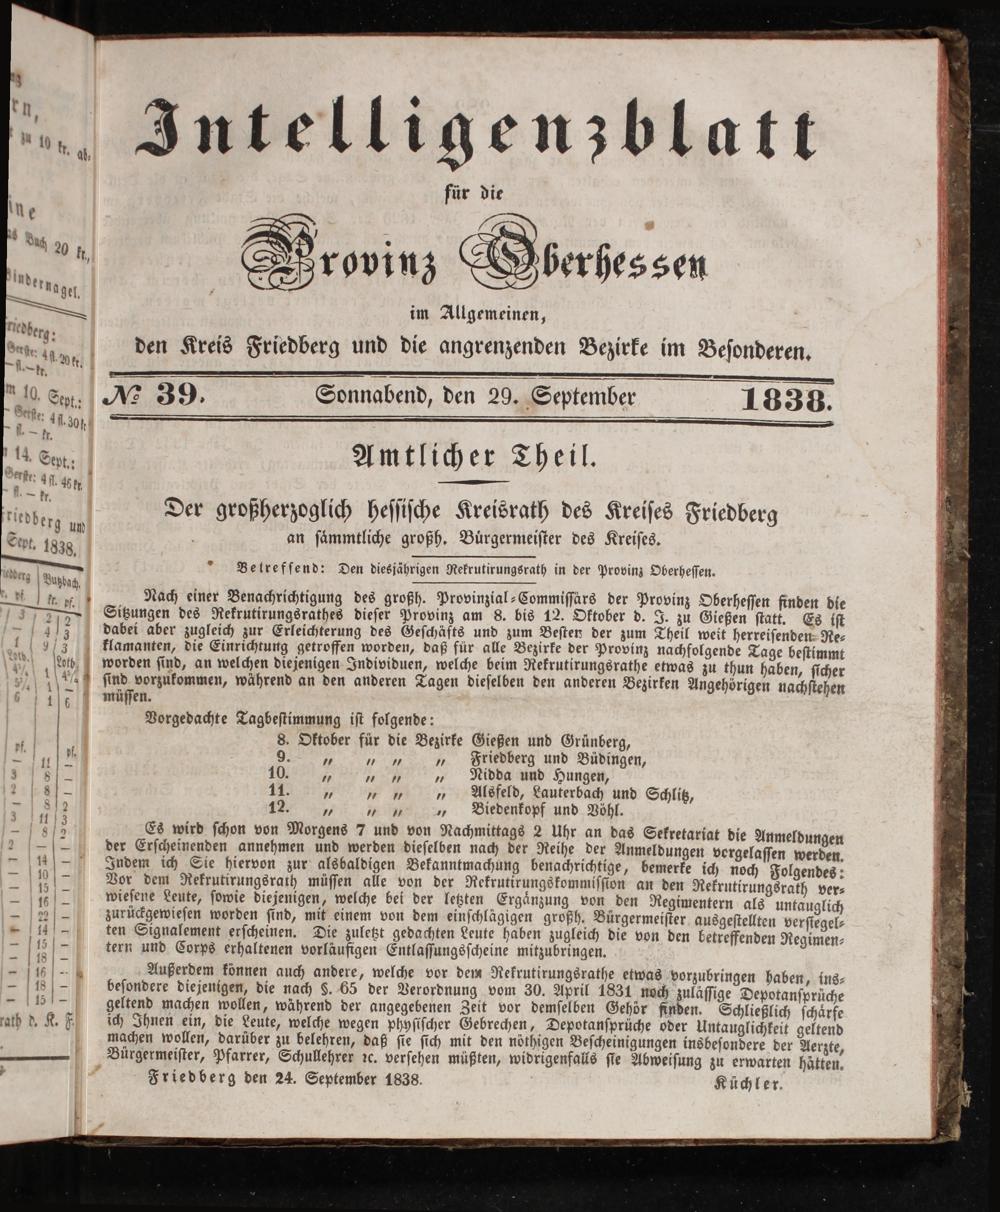 Intelligenzblatt
für die
Provinz Oberhessen
im Allgemeinen,
den Kreis Friedberg und die angrenzenden Bezirke im Besonderen.
№ 39. Sonnabend, den 29. September 1838.
Amtlicher Theil.
Der großherzoglich hessische Kreisrath des Kreises Friedberg
an sämmtliche großh. Bürgermeister des Kreises.
Betreffend: Den diesjährigen Rekrutirungsrath in der Provinz Oberhessen.
Nach einer Benachrichtigung des großh. Provinzial-Commissärs der Provinz Oberhessen finden die
Sitzungen des Rekrutirungsrathes dieser Provinz am 8. bis 12. Oktober d. J. zu Gießen statt. Es ist
dabei aber zugleich zur Erleichterung des Geschäfts und zum Besten der zum Theil weit herreisenden Re-
klamanten, die Einrichtung getroffen worden, daß für alle Bezirke der Provinz nachfolgende Tage bestimmt
worden sind, an welchen diejenigen Individuen, welche beim Rekrutirungsrathe etwas zu thun haben, sicher
sind vorzukommen, während an den anderen Tagen dieselben den anderen Bezirken Angehörigen nachstehen
müssen.
Vorgedachte Tagbestimmung ist folgende:
8. Oktober für die Bezirke Gießen und Grünberg,
9. „ „ „ „ Friedberg und Büdingen,
10. „ „ „ „ Nidda und Hungen,
11. „ „ „ „ Alsfeld, Lauterbach und Schlitz,
12. „ „ „ „ Biedenkopf und Vöhl.
Es wird schon von Morgens 7 und von Nachmittags 2 Uhr an das Sekretariat die Anmeldungen
der Erscheinenden annehmen und werden dieselben nach der Reihe der Anmeldungen vorgelassen werden.
Indem ich Sie hiervon zur alsbaldigen Bekanntmachung benachrichtige, bemerke ich noch Folgendes:
Vor dem Rekrutirungsrath müssen alle von der Rekrutirungskommission an den Rekrutirungsrath ver-
wiesene Leute, sowie diejenigen, welche bei der letzten Ergänzung von den Regimentern als untauglich
zurückgewiesen worden sind, mit einem von dem einschlägigen großh. Bürgermeister ausgestellten versiegel-
ten Signalement erscheinen. Die zuletzt gedachten Leute haben zugleich die von den betreffenden Regimen-
tern und Corps erhaltenen vorläufigen Entlassungsscheine mitzubringen.
Außerdem können auch andere, welche vor dem Rekrutirungsrathe etwas vorzubringen haben, ins-
besondere diejenigen, die nach §. 65 der Verordnung vom 30. April 1831 noch zulässige Depotansprüche
geltend machen wollen, während der angegebenen Zeit vor demselben Gehör finden. Schließlich schärfe
ich Ihnen ein, die Leute, welche wegen physischer Gebrechen, Depotansprüche oder Untauglichkeit geltend
machen wollen, darüber zu belehren, daß sie sich mit den nöthigen Bescheinigungen insbesondere der Aerzte,
Bürgermeister, Pfarrer, Schullehrer ꝛc. versehen müßten, widrigenfalls sie Abweisung zu erwarten hätten.
Friedberg den 24. September 1838.
Küchler.